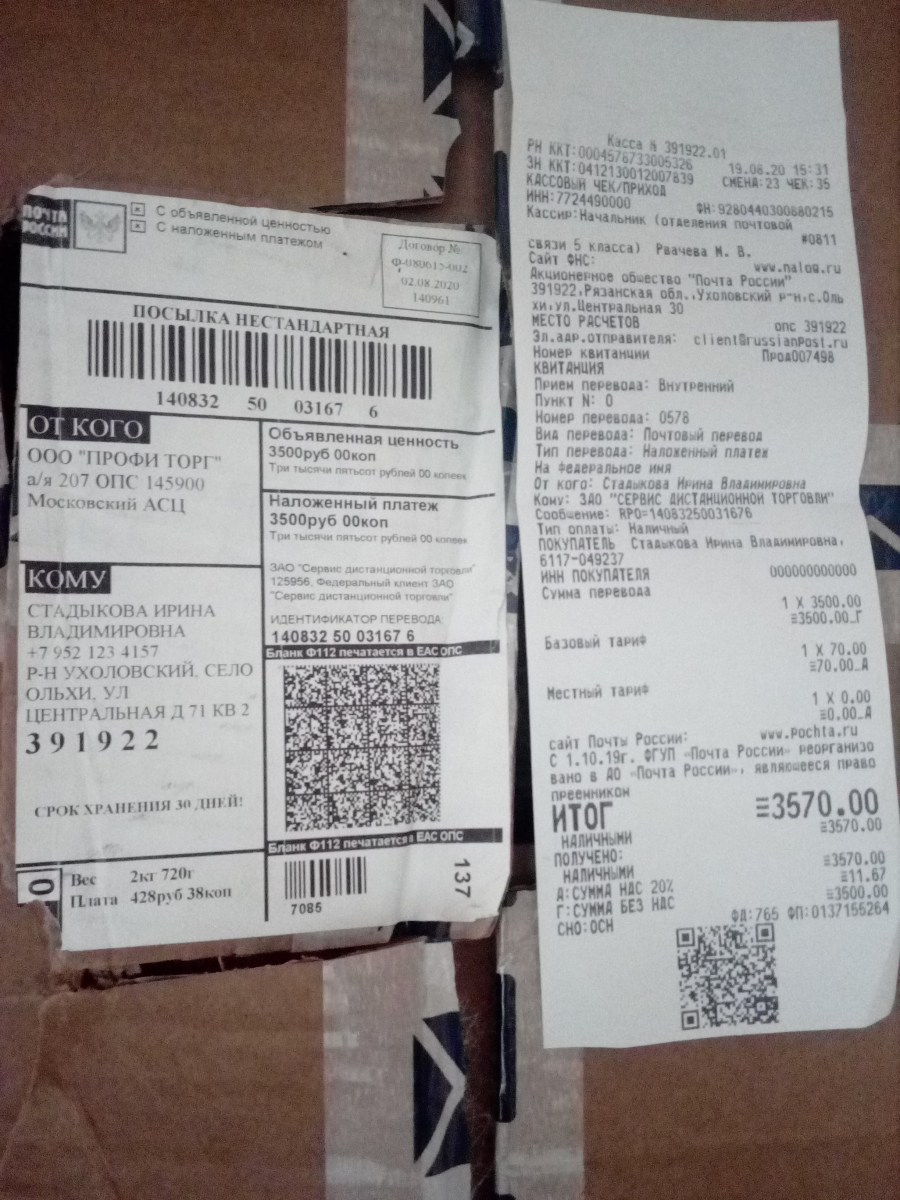 ПОЧТА
РОССИИ
С объявленной ценностью
С наложенным платежом
Договор №
Ф-080615-002
02.08.2020
140961
ПОСЫЛКА НЕСТАНДАРТНАЯ
140832 50 03167 6
ОТ КОГО
ООО "ПРОФИ ТОРГ"
а/я 207 ОПС 145900
Московский АСЦ
Объявленная ценность
3500руб 00коп
Три тысячи пятьсот рублей 00 копеек
Наложенный платеж
3500руб 00коп
Три тысячи пятьсот рублей 00 копеек
КОМУ
СТАДЫКОВА ИРИНА
ВЛАДИМИРОВНА
+7 952 123 4157
Р-Н УХОЛОВСКИЙ, СЕЛО
ОЛЬХИ, УЛ
ЦЕНТРАЛЬНАЯ Д 71 КВ 2
391922
СРОК ХРАНЕНИЯ 30 ДНЕЙ!
ЗАО "Сервис дистанционной торговли"
125956, Федеральный клиент ЗАО
"Сервис дистанционной торговли"
ИДЕНТИФИКАТОР ПЕРЕВОДА:
140832 50 03167 6
Бланк Ф112 печатается в ЕАС ОПС
Бланк Ф112 печатается в ЕАС ОПС
0
Вес 2кг 720г
Плата 428руб 38коп
7085
137
Касса № 391922.01
РН ККТ:0004578733005326 19.08.20 15:31
ЗН ККТ:0412130012007839 СМЕНА:23 ЧЕК:35
КАССОВЫЙ ЧЕК/ПРИХОД
ИНН:7724490000 ФН:9280440300880215
Кассир:Начальник (отделения почтовой
#0811
связи 5 класса) Рвачева М. В.
Сайт ФНС: www.nalog.ru
Акционерное общество "Почта России"
391922,Рязанская обл.,Ухоловский р-н,с.Оль
хи,ул.Центральная 30
МЕСТО РАСЧЕТОВ опс 391922
Эл.адр.отправителя: client@russianpost.ru
Номер квитанции Прод007498
КВИТАНЦИЯ
Прием перевода: Внутренний
Пункт N: 0
Номер перевода: 0578
Вид перевода: Почтовый перевод
Тип перевода: Наложенный платеж
На федеральное имя
От кого: Стадыкова Ирина Владимировна
Кому: ЗАО "СЕРВИС ДИСТАНЦИОННОЙ ТОРГОВЛИ"
Сообщение: RPO=14083250031676
Тип оплаты: Наличный
ПОКУПАТЕЛЬ Стадыкова Ирина Владимировна,
6117-049237
ИНН ПОКУПАТЕЛЯ 000000000000
Сумма перевода
1 X 3500.00
≡3500.00_Г
Базовый тариф
1 X 70.00
≡70.00_А
Местный тариф
1 X 0.00
≡0.00_А
сайт Почты России: www.pochta.ru
С 1.10.19г. ФГУП «Почта России» реорганизо
вано в АО «Почта России», являющееся право
преемником
ИТОГ ≡3570.00
НАЛИЧНЫМИ ≡3570.00
ПОЛУЧЕНО:
НАЛИЧНЫМИ ≡3570.00
А:СУММА НДС 20% ≡11.67
Г:СУММА БЕЗ НДС ≡3500.00
СНО:ОСН ФД:765 ФП:0137155264